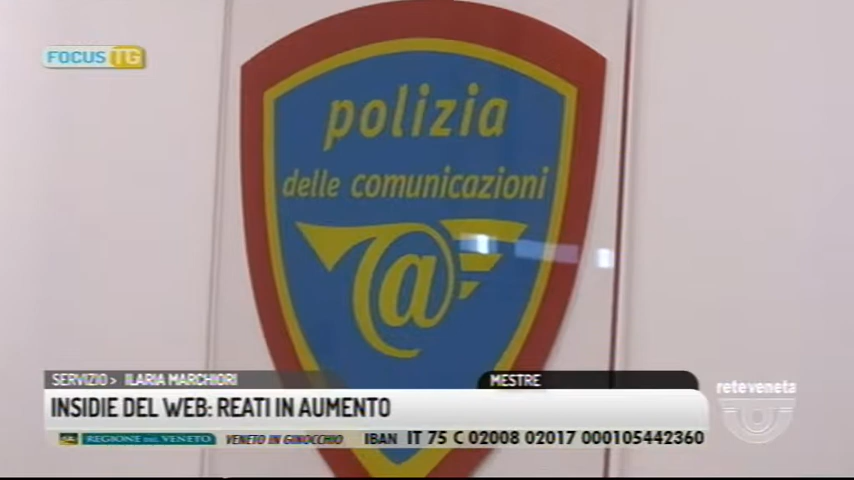 FOCUS TG
polizia
delle comunicazioni
@
SERVIZIO> ILARIA MARCHIORI
MESTRE
INSIDIE DEL WEB: REATI IN AUMENTO
reteveneta
REGIONE DEL VENETO VENETO IN GINOCCHIO IBAN IT 75 C 02008 02017 000105442360